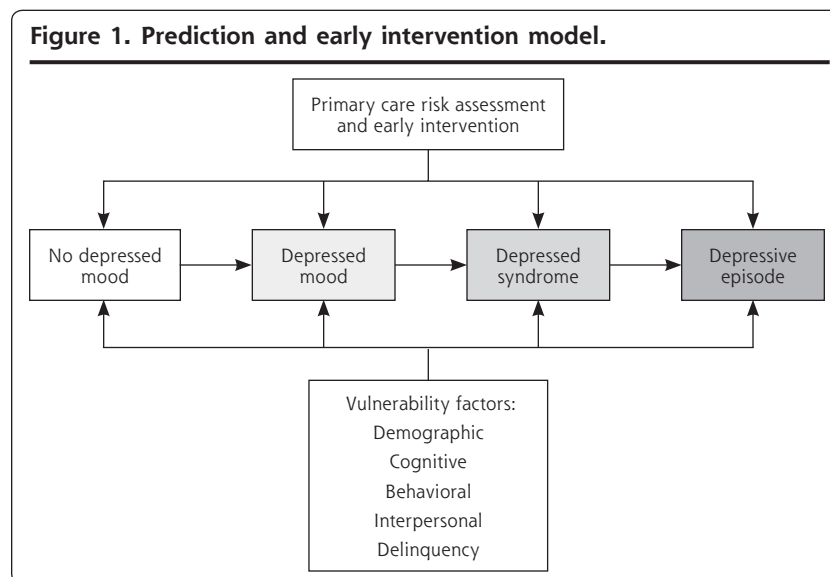 Figure 1. Prediction and early intervention model.
Primary care risk assessment
and early intervention
No depressed
mood
Depressed
mood
Depressed
syndrome
Depressive
episode
Vulnerability factors:
Demographic
Cognitive
Behavioral
Interpersonal
Delinquency